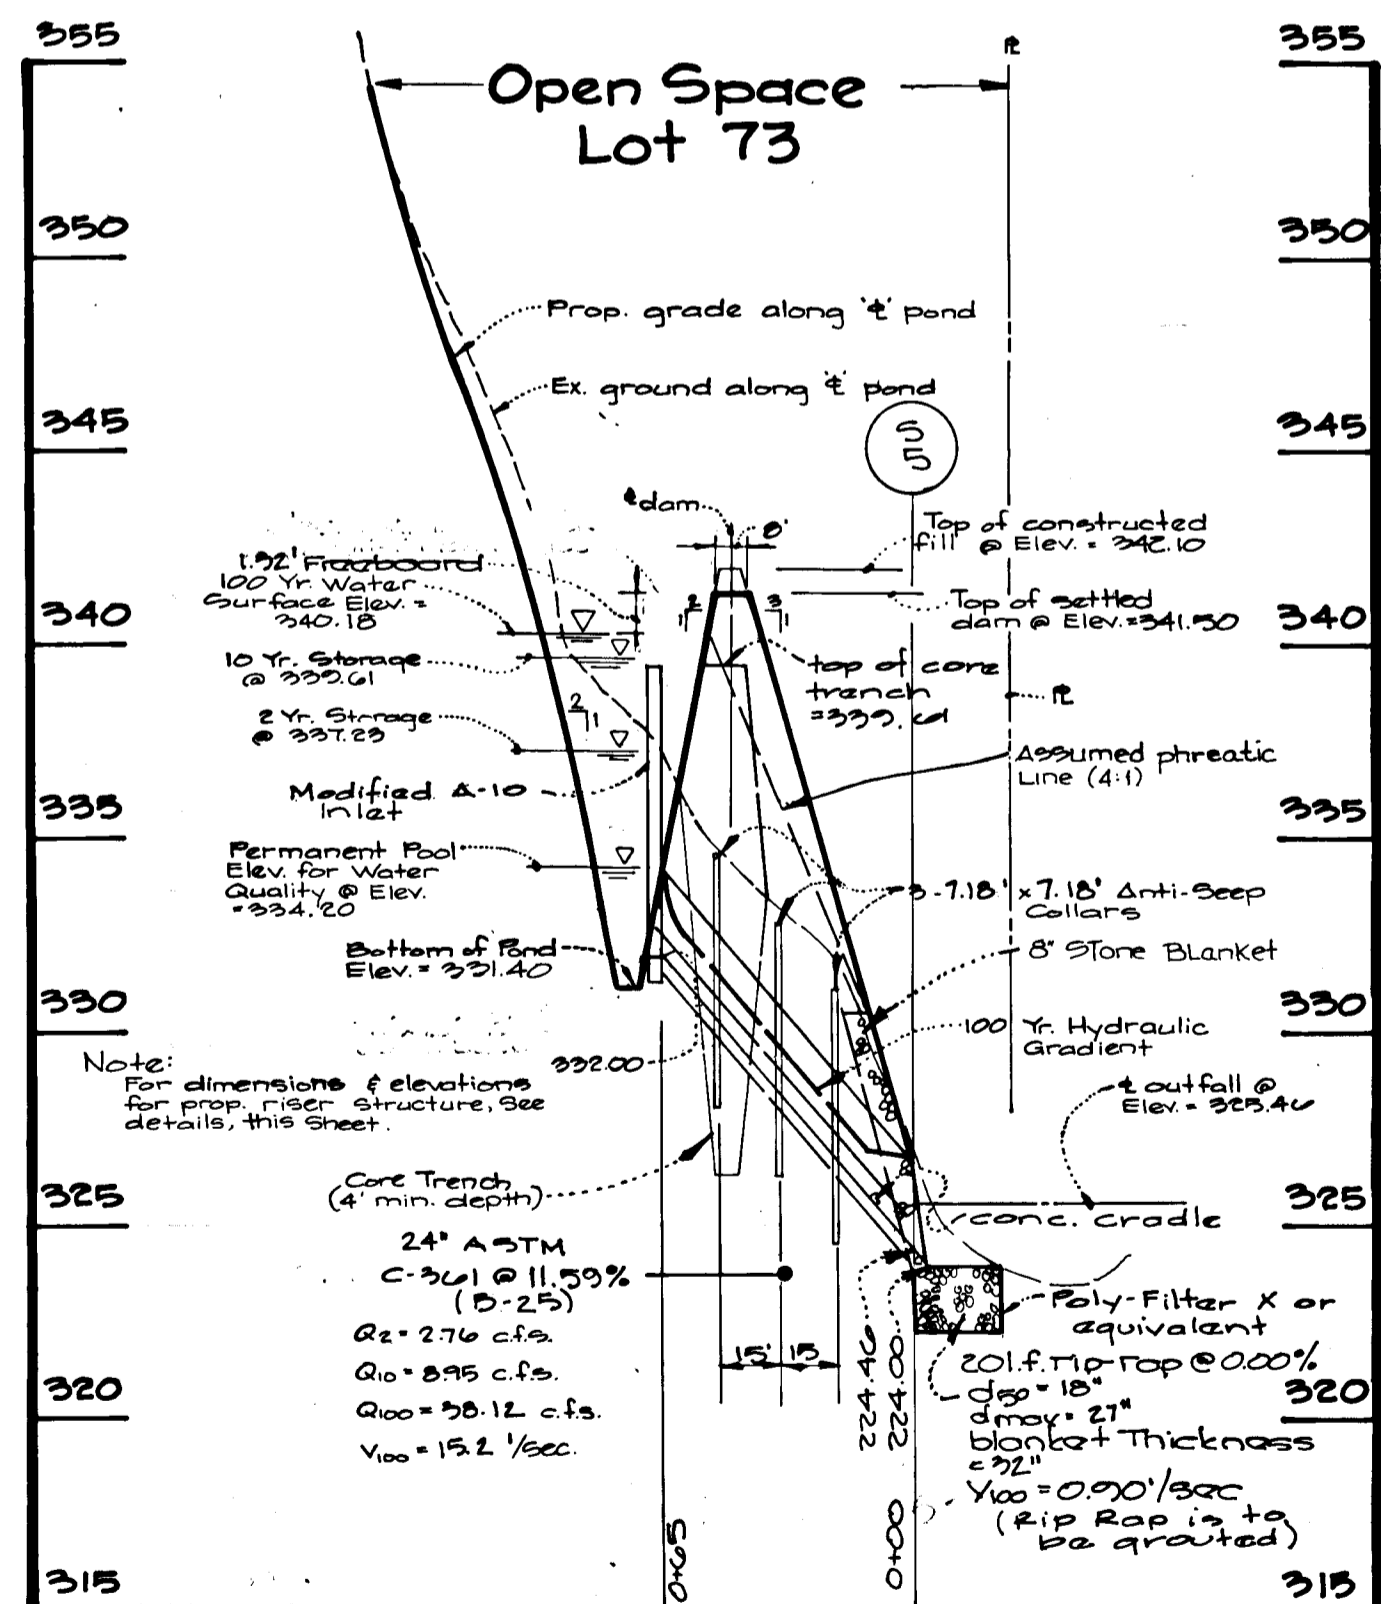 355
355
Open Space
Lot 73
350
350
Prop. grade along '℄' pond
Ex. ground along '℄' pond
345
345
S
5
℄ dam
8'
Top of constructed
fill @ Elev. = 342.10
1.32' Freeboard
100 Yr. Water
Surface Elev. =
340.18
Top of settled
dam @ Elev. = 341.50
2
1
3
1
340
340
10 Yr. Storage
@ 339.61
top of core
trench
2 Yr. Storage
@ 337.23
2
1
Assumed phreatic
Line (4:1)
Modified A-10
Inlet
335
335
Permanent Pool
Elev. for Water
Quality @ Elev.
=334.20
3-7.18' x 7.18' Anti-Seep
Collars
Bottom of Pond
Elev. = 331.40
8" Stone Blanket
330
330
100 Yr. Hydraulic
Gradient
332.00
Note:
For dimensions & elevations
for prop. riser structure, See
details, this Sheet.
℄ outfall @
Elev. = 325.46
Core Trench
(4' min. depth)
325
325
conc. cradle
24" ASTM
C-361 @ 11.59%
(B-25)
Q2 = 2.76 c.f.s.
Q10 = 8.95 c.f.s.
Q100 = 38.12 c.f.s.
V100 = 15.2 '/sec.
15'
15
Poly-Filter X or
equivalent
20 l.f. rip-rap @ 0.00%
d50 = 18"
dmax = 27"
blanket Thickness
= 32"
V100 = 0.90'/sec
(Rip Rap is to
be grouted)
224.46
224.00
320
320
0+65
0+00
315
315